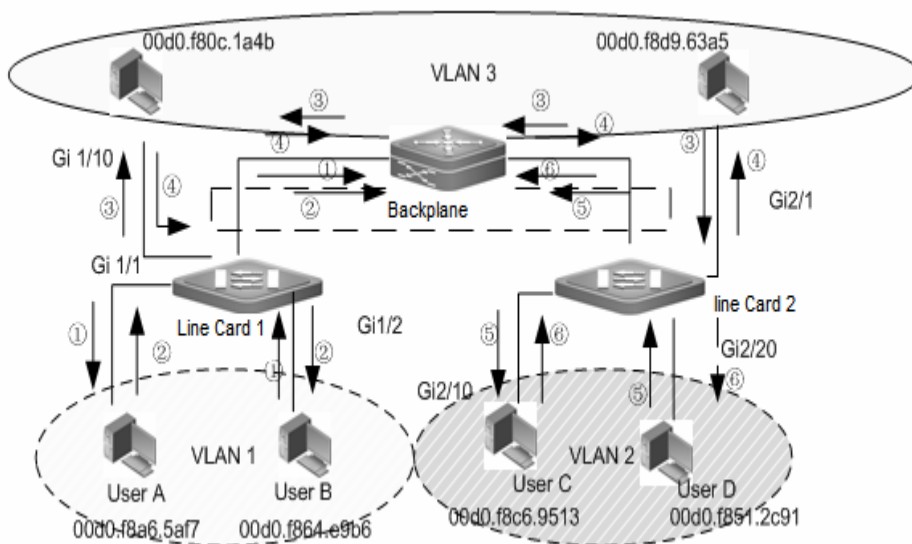 00d0.f80c.1a4b
00d0.f8d9.63a5
VLAN 3
③
③
④
④
Gi 1/10
③
④
①
⑥
②
⑤
Backplane
③
④
Gi2/1
Gi 1/1
Line Card 1
line Card 2
①
②
①
②
Gi1/2
⑤
⑥
⑤
Gi2/20
⑥
Gi2/10
VLAN 1
VLAN 2
User A
User B
User C
User D
00d0.f8a6.5af7
00d0.f864.e9b6
00d0.f8c6.9513
00d0.f851.2c91